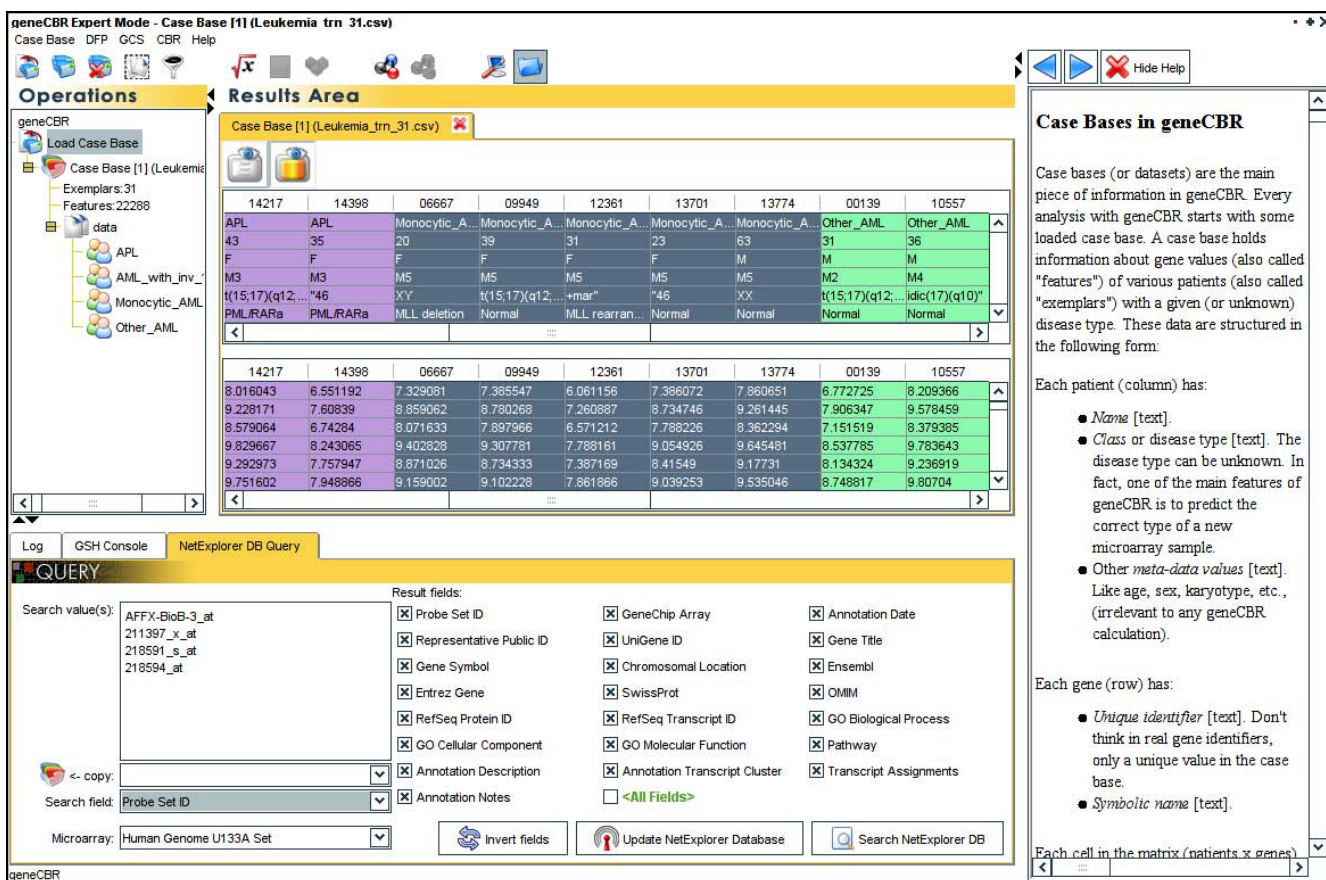 geneCBR Expert Mode - Case Base [1] (Leukemia_trn_31.csv)
Case Base DFP GCS CBR Help
Hide Help
Operations
geneCBR
Load Case Base
Case Base [1] (Leukemia
Exemplars:31
Features:22288
data
APL
AML_with_inv_
Monocytic_AML
Other_AML
Results Area
Case Base [1] (Leukemia_trn_31.csv)
14217 14398 06667 09949 12361 13701 13774 00139 10557
APL APL Monocytic_A... Monocytic_A... Monocytic_A... Monocytic_A... Monocytic_A... Other_AML Other_AML
43 35 20 39 31 23 63 31 36
F F F F F F M M M
M3 M3 M5 M5 M5 M5 M5 M2 M4
t(15;17)(q12;... "46 XY t(15;17)(q12;... +mar" "46 XX t(15;17)(q12;... idic(17)(q10)"
PML/RARa PML/RARa MLL deletion Normal MLL rearran... Normal Normal Normal Normal
14217 14398 06667 09949 12361 13701 13774 00139 10557
8.016043 6.551192 7.329081 7.385547 6.061156 7.386072 7.860651 6.772725 8.209366
9.228171 7.60839 8.859062 8.780268 7.260887 8.734746 9.261445 7.906347 9.578459
8.579064 6.74284 8.071633 7.897966 6.571212 7.788226 8.362294 7.151519 8.379385
9.829667 8.243065 9.402828 9.307781 7.788161 9.054926 9.645481 8.537785 9.783643
9.292973 7.757947 8.871026 8.734333 7.387169 8.41549 9.17731 8.134324 9.236919
9.751602 7.948866 9.159002 9.102228 7.861866 9.039253 9.535046 8.748817 9.80704
Log GSH Console NetExplorer DB Query
QUERY
Search value(s):
AFFX-BioB-3_at
211397_x_at
218591_s_at
218594_at
<- copy:
Search field: Probe Set ID
Microarray: Human Genome U133A Set
Result fields:
Probe Set ID GeneChip Array Annotation Date
Representative Public ID UniGene ID Gene Title
Gene Symbol Chromosomal Location Ensembl
Entrez Gene SwissProt OMIM
RefSeq Protein ID RefSeq Transcript ID GO Biological Process
GO Cellular Component GO Molecular Function Pathway
Annotation Description Annotation Transcript Cluster Transcript Assignments
Annotation Notes <All Fields>
Invert fields Update NetExplorer Database Search NetExplorer DB
geneCBR
Case Bases in geneCBR
Case bases (or datasets) are the main
piece of information in geneCBR. Every
analysis with geneCBR starts with some
loaded case base. A case base holds
information about gene values (also called
"features") of various patients (also called
"exemplars") with a given (or unknown)
disease type. These data are structured in
the following form:
Each patient (column) has:
Name [text].
Class or disease type [text]. The
disease type can be unknown. In
fact, one of the main features of
geneCBR is to predict the
correct type of a new
microarray sample.
Other meta-data values [text].
Like age, sex, karyotype, etc.,
(irrelevant to any geneCBR
calculation).
Each gene (row) has:
Unique identifier [text]. Don't
think in real gene identifiers,
only a unique value in the case
base.
Symbolic name [text].
Each cell in the matrix (patients x genes)